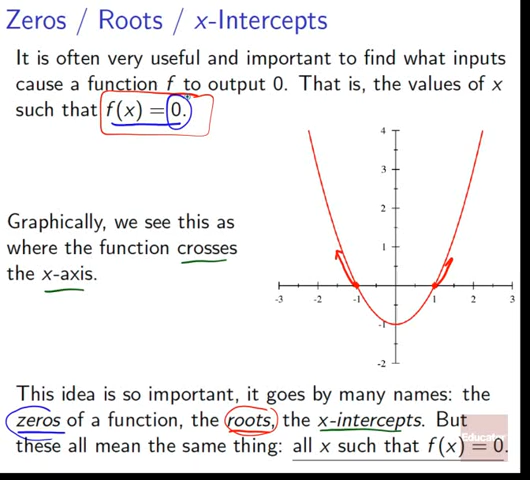 Zeros / Roots / x-Intercepts
It is often very useful and important to find what inputs
cause a function f to output 0. That is, the values of x
such that f(x) = 0.
4
3
2
Graphically, we see this as
where the function crosses
1
the x-axis.
-3 -2 -1 1 2 3
-1
-2
This idea is so important, it goes by many names: the
zeros of a function, the roots, the x-intercepts. But
these all mean the same thing: all x such that f(x) = 0.
Educator